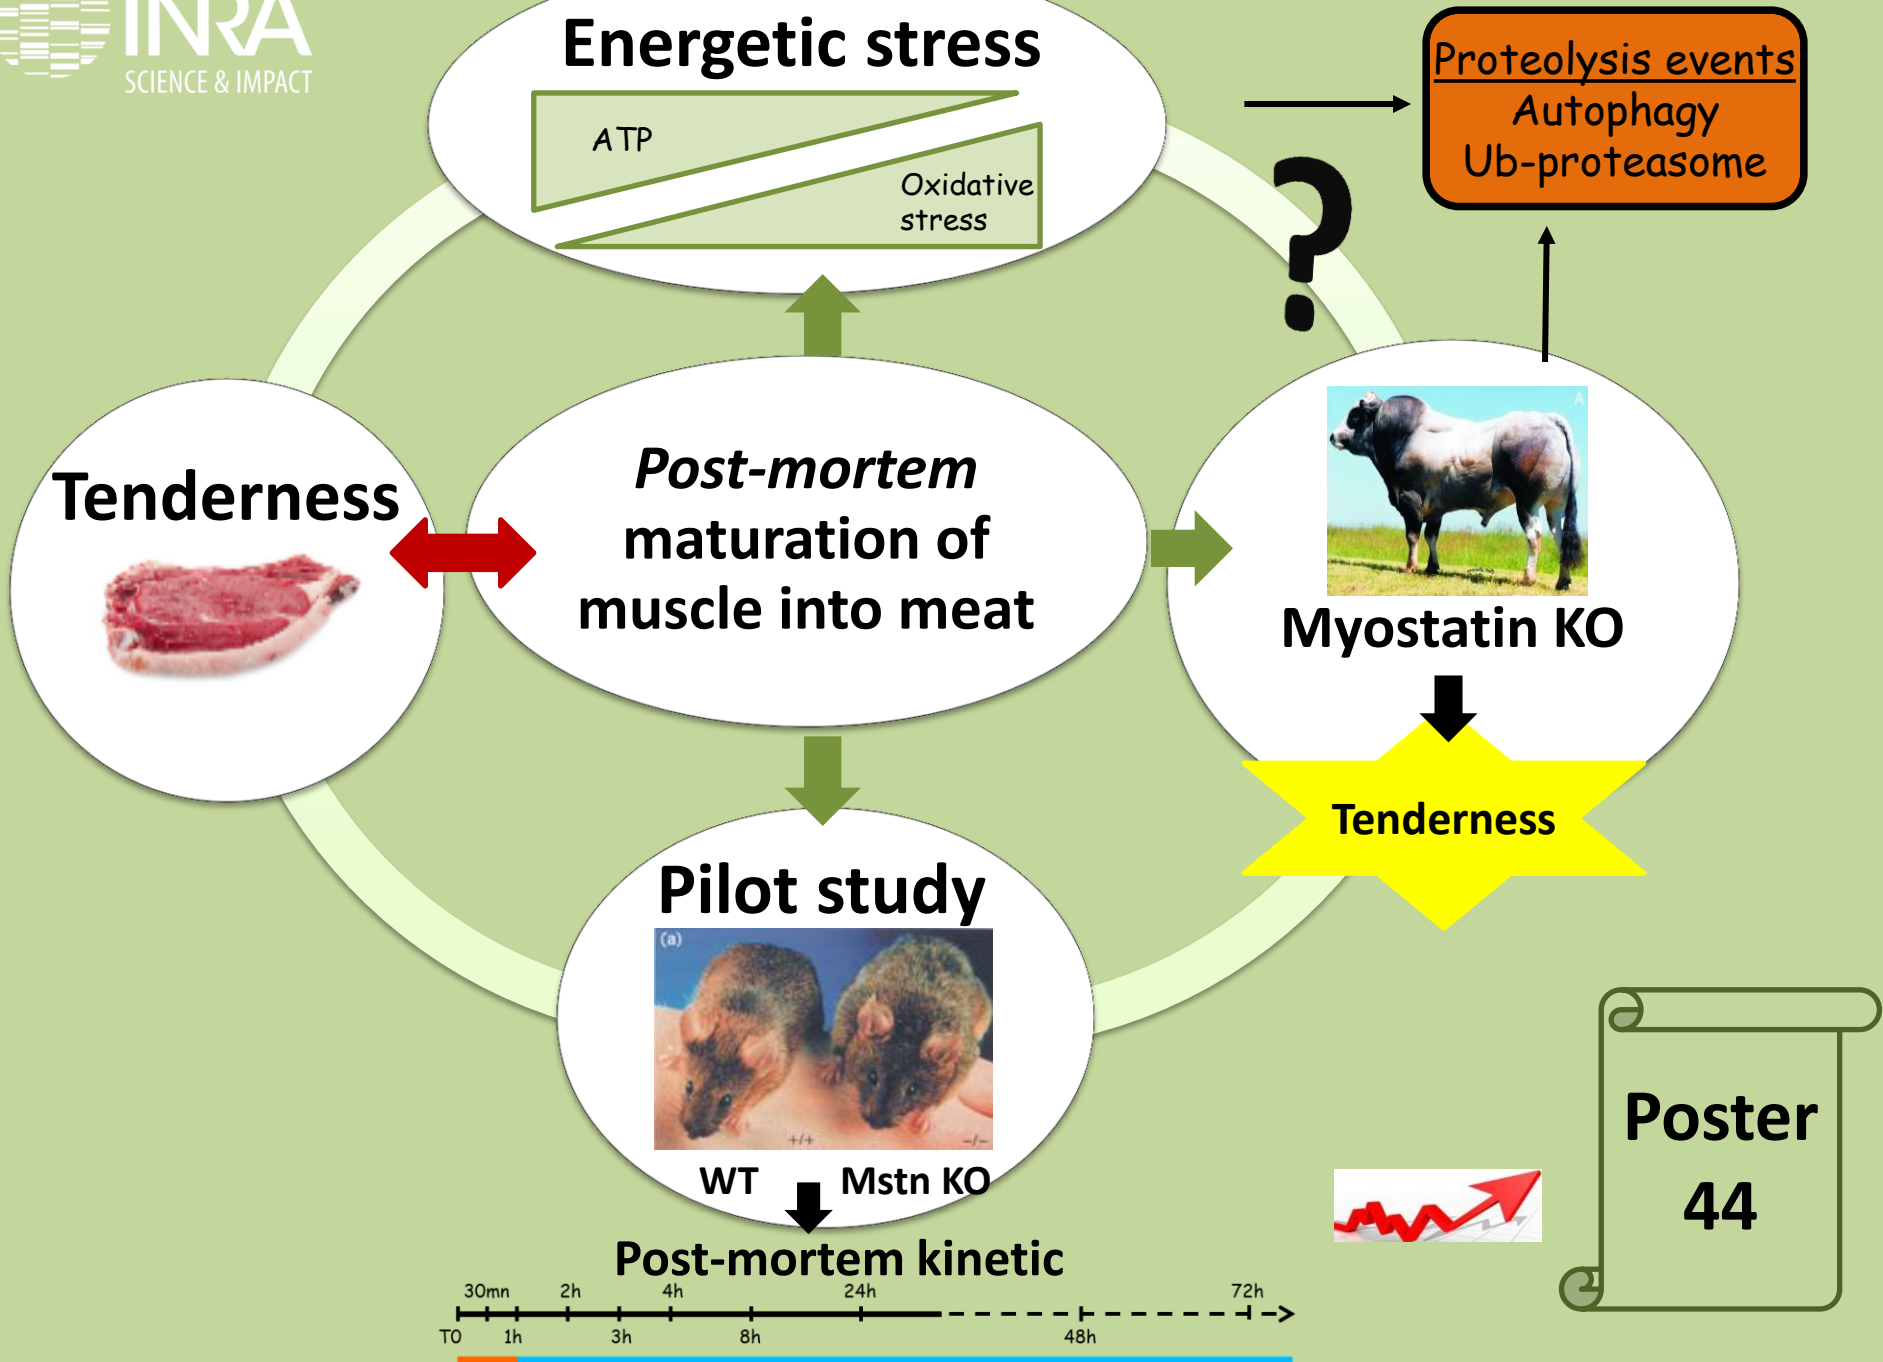 INRA
SCIENCE & IMPACT
Energetic stress
ATP
Oxidative
stress
Proteolysis events
Autophagy
Ub-proteasome
?
Tenderness
Post-mortem
maturation of
muscle into meat
A
Myostatin KO
Tenderness
Pilot study
(a)
+/+
-/-
WT
Mstn KO
Post-mortem kinetic
30mn 2h 4h 24h 72h
T0 1h 3h 8h 48h
Poster
44